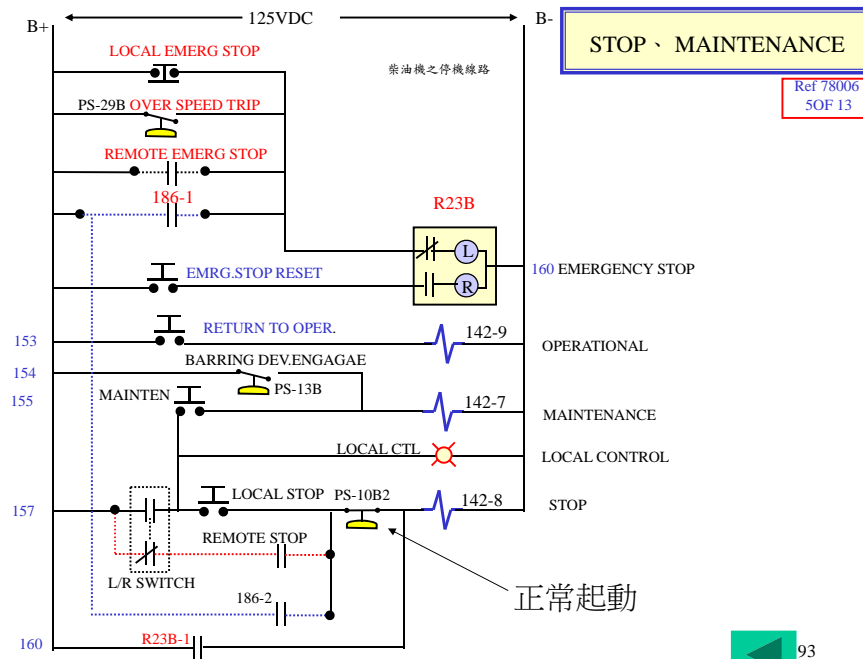 125VDC
B+
B-
STOP、 MAINTENANCE
LOCAL EMERG STOP
柴油機之停機線路
Ref 78006
5OF 13
PS-29B OVER SPEED TRIP
REMOTE EMERG STOP
186-1
R23B
L
EMRG.STOP RESET
R
160 EMERGENCY STOP
153
RETURN TO OPER.
142-9
OPERATIONAL
154
BARRING DEV.ENGAGAE
PS-13B
155
MAINTEN
142-7
MAINTENANCE
LOCAL CTL
LOCAL CONTROL
157
LOCAL STOP
PS-10B2
142-8
STOP
REMOTE STOP
L/R SWITCH
186-2
正常起動
160
R23B-1
93